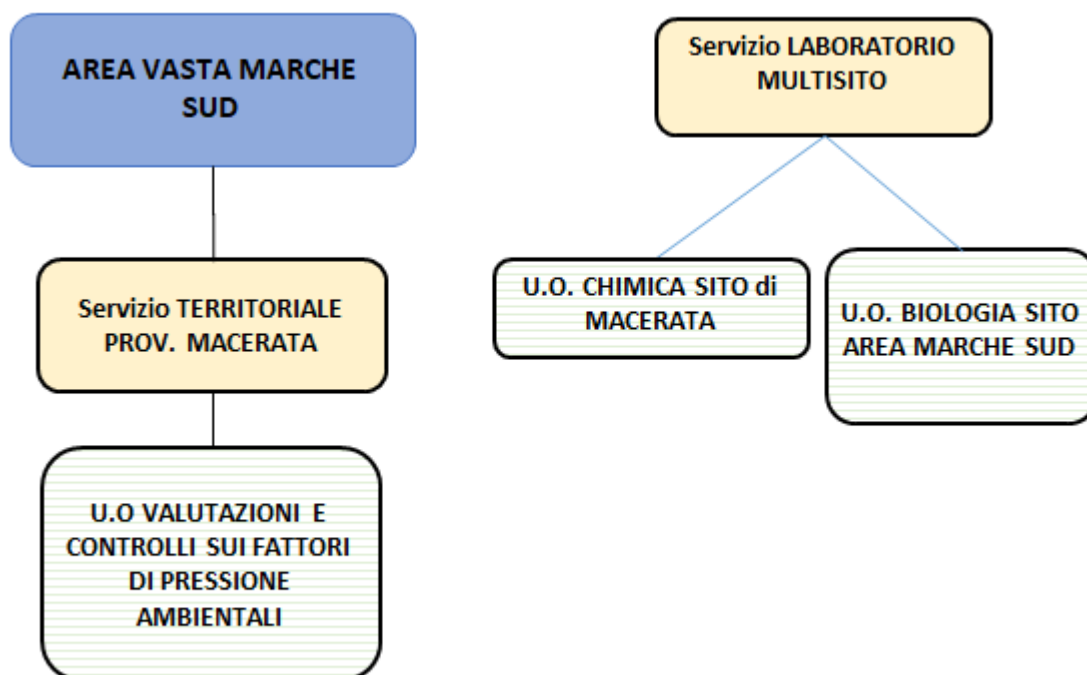 AREA VASTA MARCHE
SUD
Servizio TERRITORIALE
PROV. MACERATA
U.O VALUTAZIONI E
CONTROLLI SUI FATTORI
DI PRESSIONE
AMBIENTALI
Servizio LABORATORIO
MULTISITO
U.O. CHIMICA SITO di
MACERATA
U.O. BIOLOGIA SITO
AREA MARCHE SUD